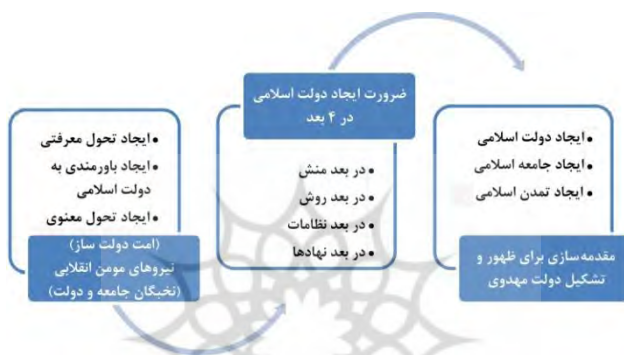 ایجاد دولت اسلامی
ایجاد جامعه اسلامی
ایجاد تمدن اسلامی
مقدمه‌سازی برای ظهور و
تشکیل دولت مهدوی
ضرورت ایجاد دولت اسلامی
در ۴ بعد
در بعد منش
در بعد روش
در بعد نظامات
در بعد نهادها
ایجاد تحول معرفتی
ایجاد باورمندی به
دولت اسلامی
ایجاد تحول معنوی
(امت دولت ساز)
نیروهای مومن انقلابی
(نخبگان جامعه و دولت)